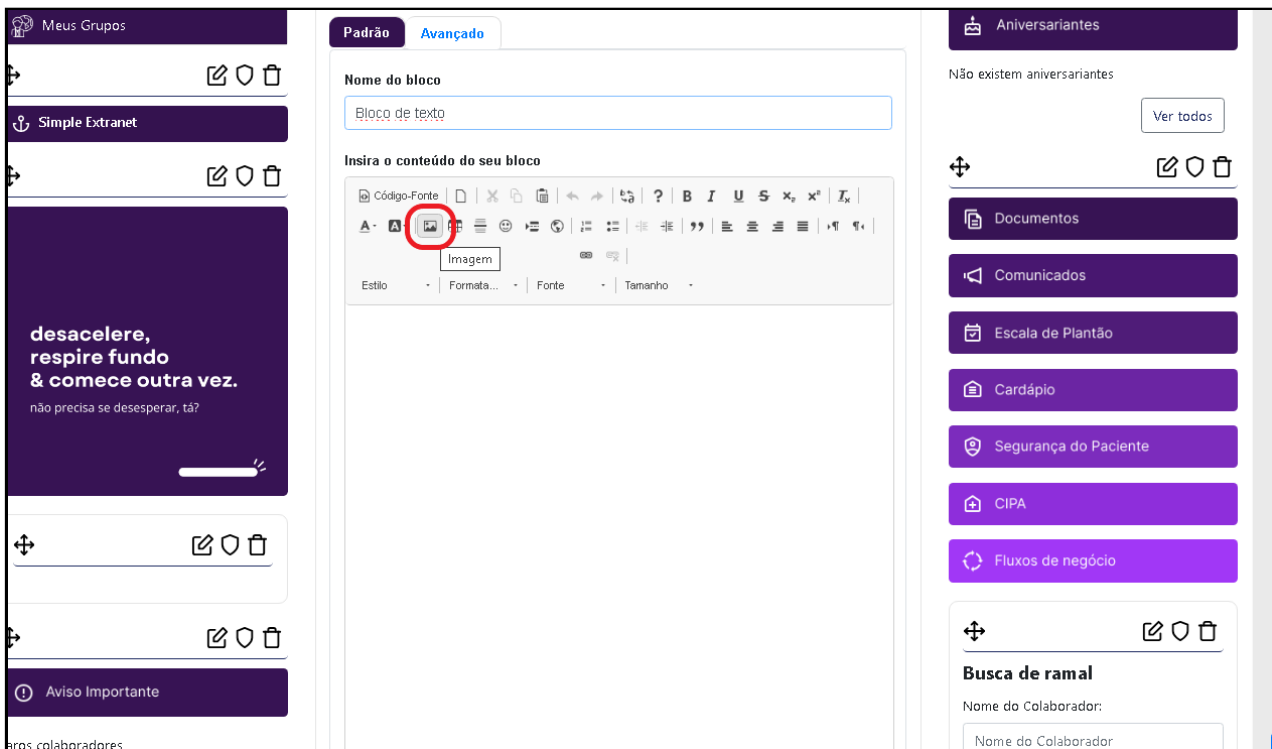 Meus Grupos
Simple Extranet
desacelere,
respire fundo
& comece outra vez.
não precisa se desesperar, tá?
Aviso Importante
colaboradores
Padrão
Avançado
Nome do bloco
Bloco de texto
Insira o conteúdo do seu bloco
Código-Fonte
Imagem
Estilo
Formata...
Fonte
Tamanho
Aniversariantes
Não existem aniversariantes
Ver todos
Documentos
Comunicados
Escala de Plantão
Cardápio
Segurança do Paciente
CIPA
Fluxos de negócio
Busca de ramal
Nome do Colaborador:
Nome do Colaborador